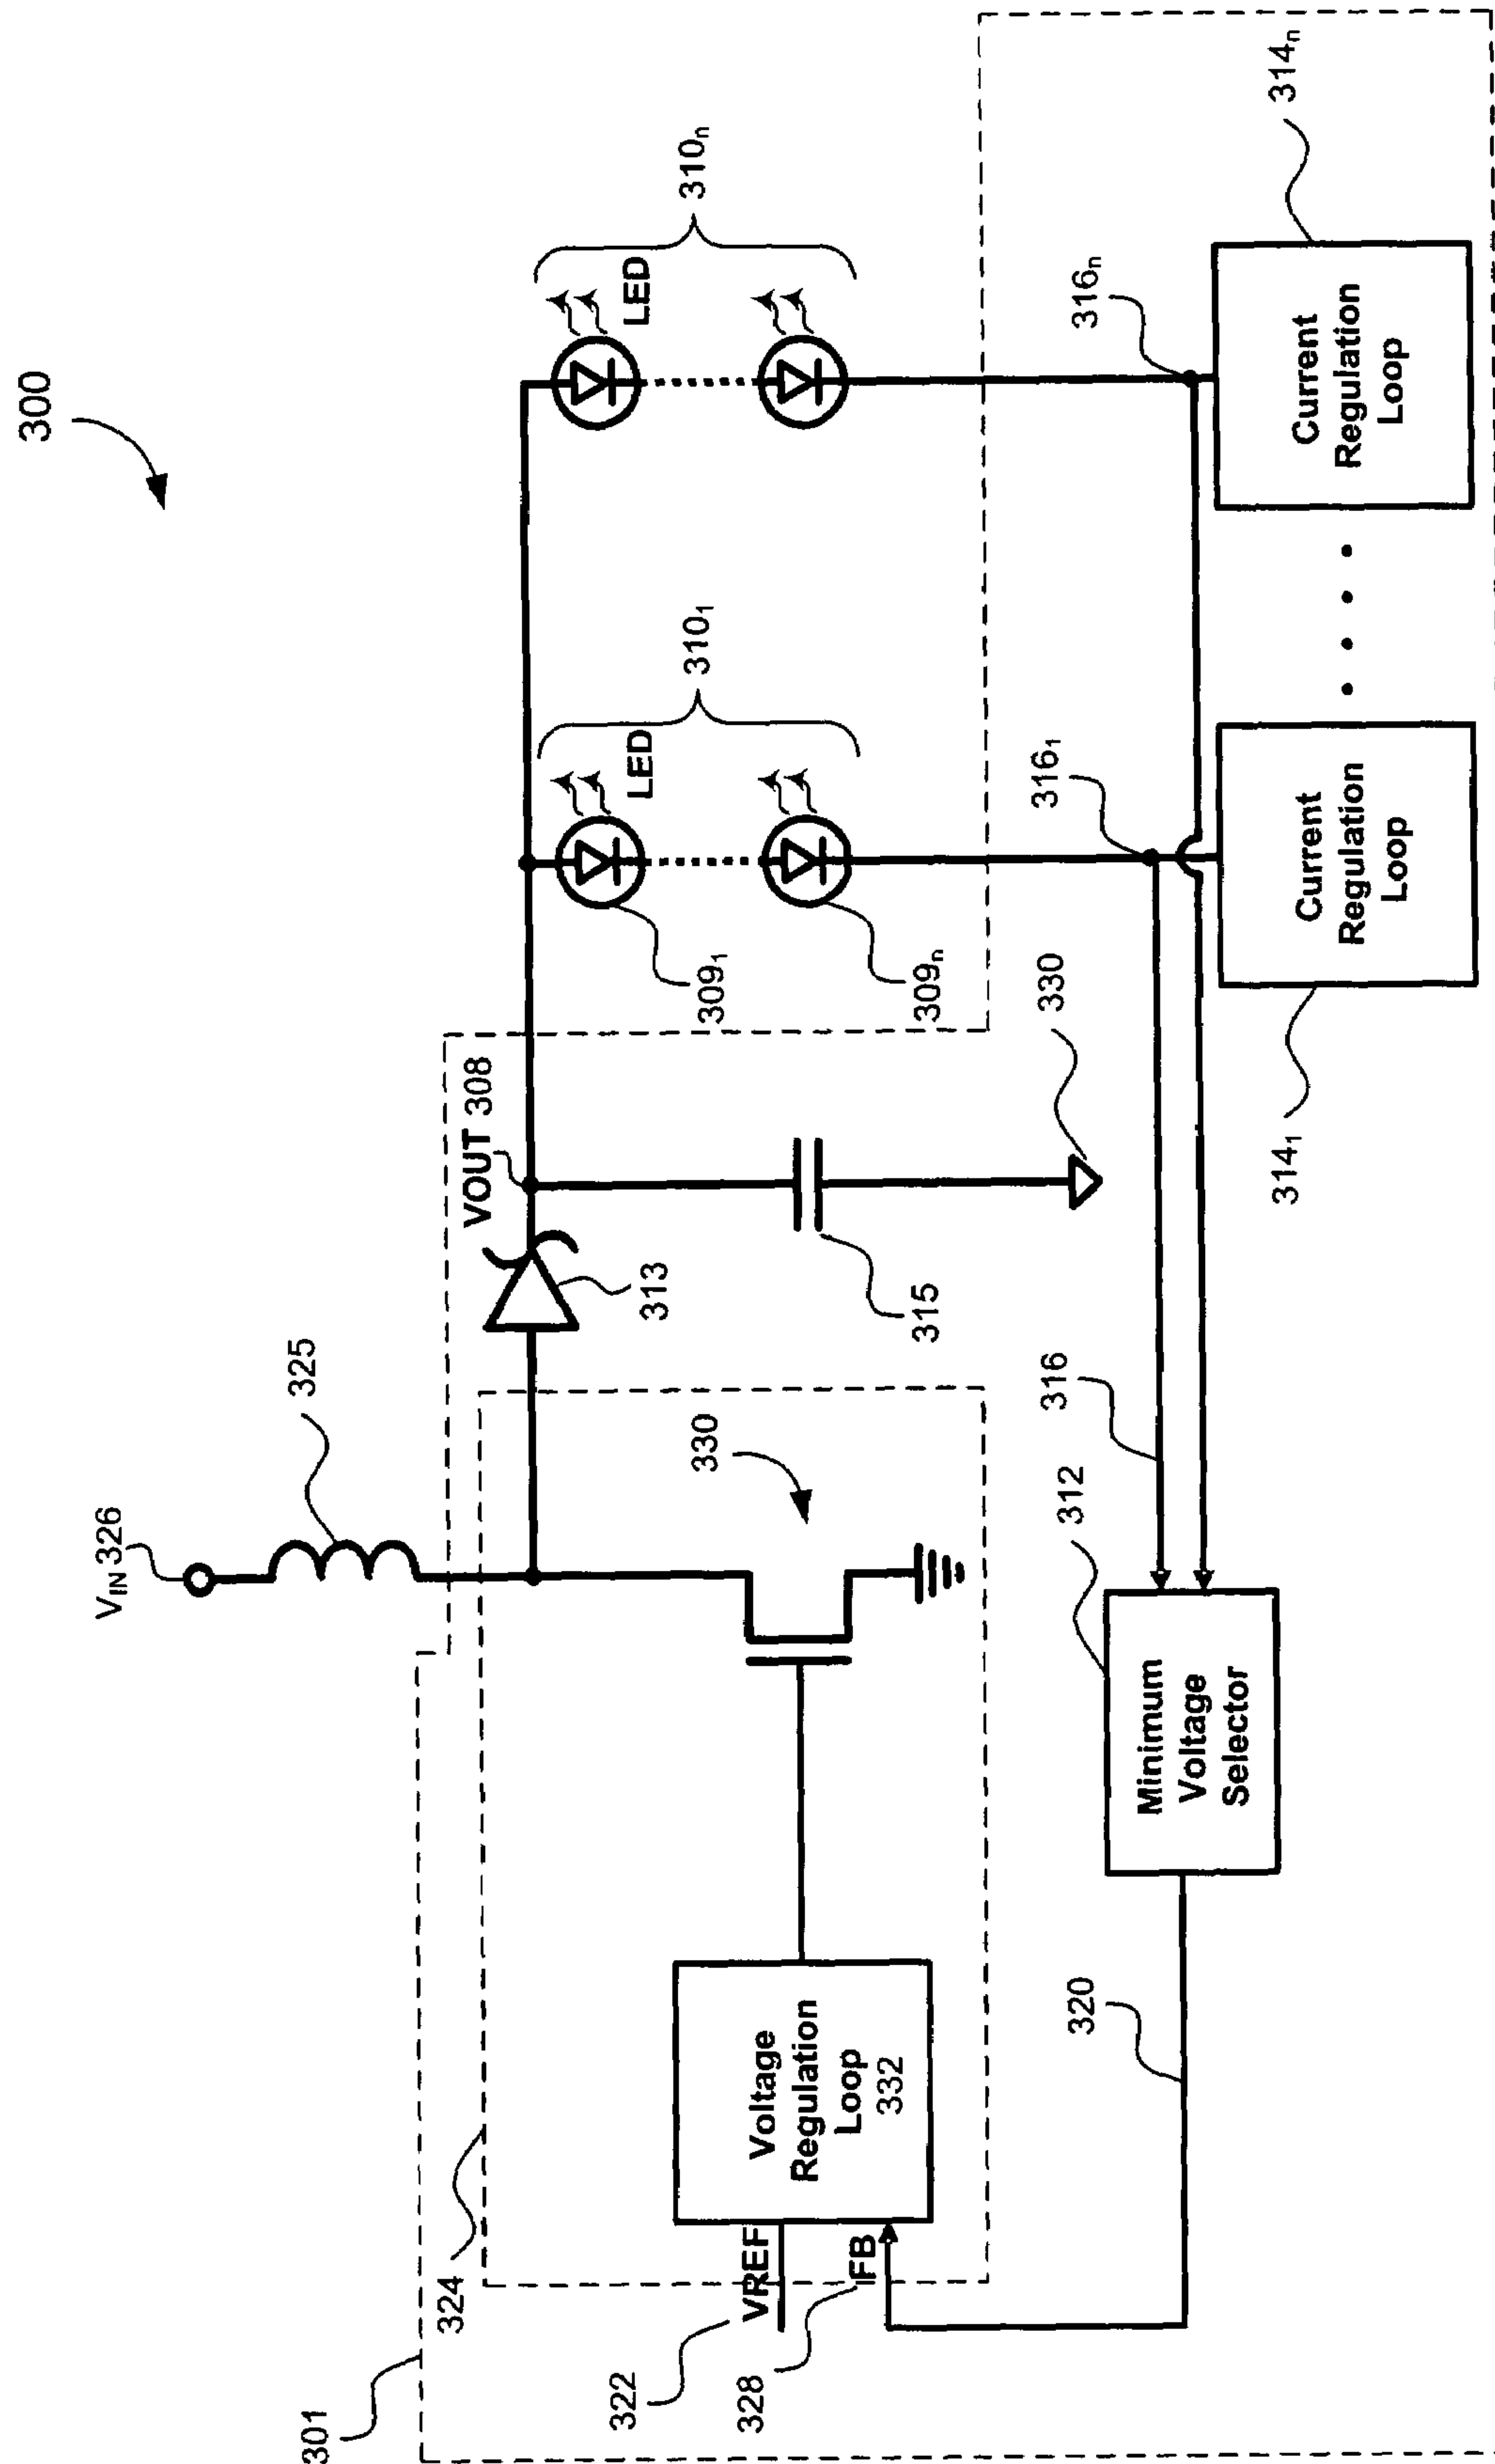 300
V_IN 326
325
301
324
VOUT 308
313
315
330
330
LED
310₁
LED
310ₙ
309₁
309ₙ
322
VREF
328
FB
Voltage
Regulation
Loop
332
320
312
Minimum
Voltage
Selector
316
316₁
316ₙ
314₁
Current
Regulation
Loop
314ₙ
Current
Regulation
Loop